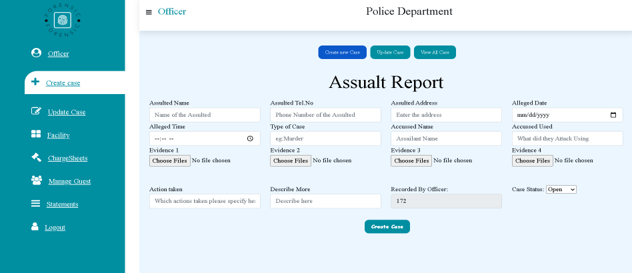 Officer
Police Department
Officer
Create case
Update Case
Facility
ChargeSheets
Manage Guest
Statements
Logout
Create new Case
Update Case
View All Case
Assualt Report
Assulted Name
Assulted Tel.No
Assulted Address
Alleged Date
Name of the Assulted
Phone Number of the Assulted
Enter the address
mm/dd/yyyy
Alleged Time
Type of Case
Accused Name
Accused Used
--:-- --
eg:Murder
Assailant Name
What did they Attack Using
Evidence 1
Evidence 2
Evidence 3
Evidence 4
Choose Files No file chosen
Choose Files No file chosen
Choose Files No file chosen
Choose Files No file chosen
Action taken
Describe More
Recorded By Officer:
Case Status: Open
Which actions taken please specify he
Describe here
172
Create Case